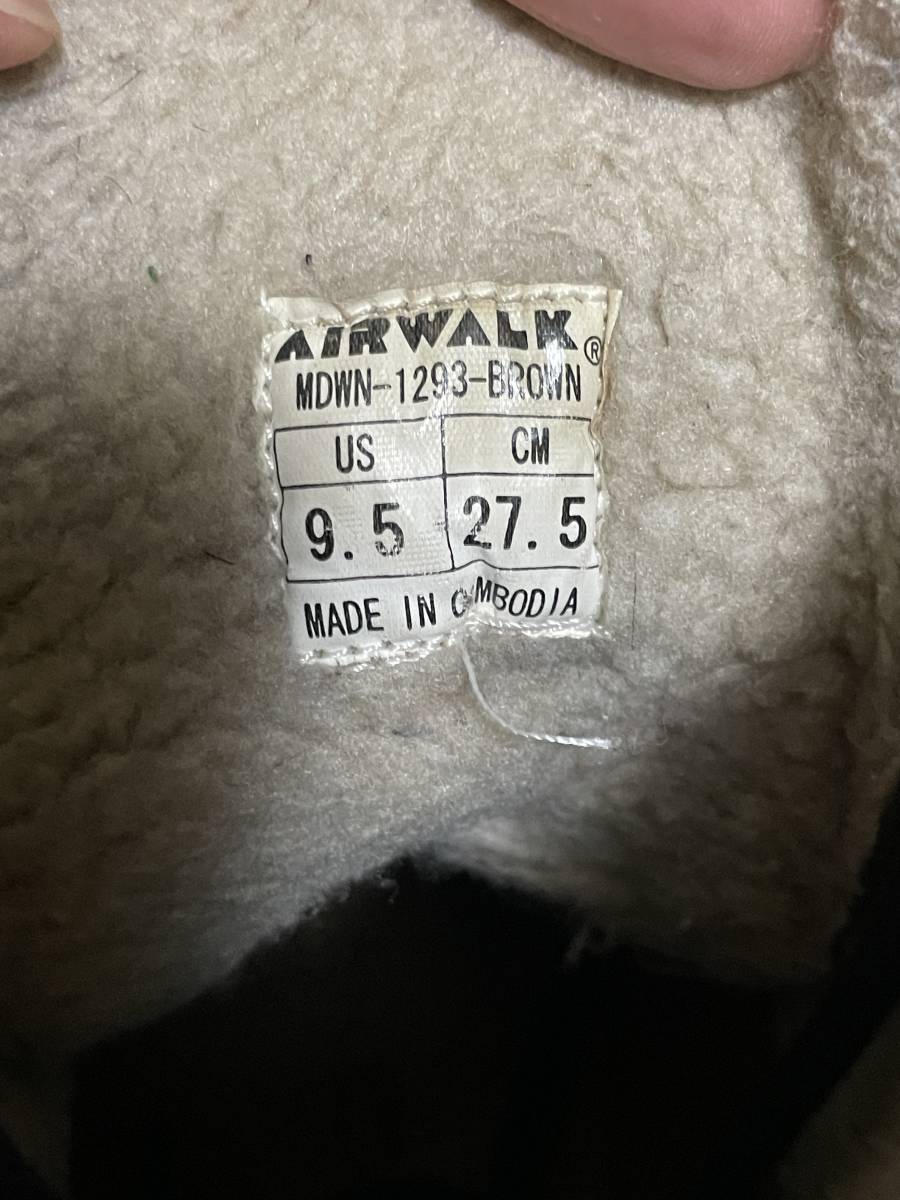 AIRWALK®
MDWN-1293-BROWN
US CM
9.5 27.5
MADE IN CAMBODIA